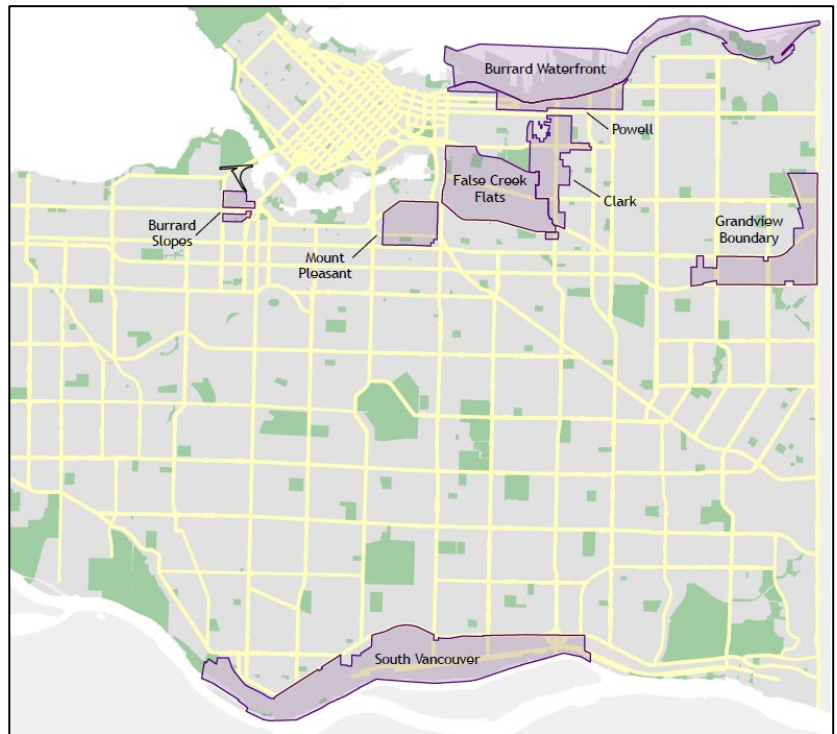 Burrard Waterfront
Powell
False Creek
Flats
Clark
Burrard
Slopes
Grandview
Boundary
Mount
Pleasant
South Vancouver